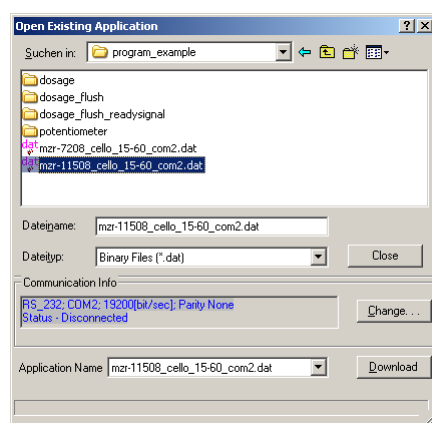 Open Existing Application
Suchen in: program_example
dosage
dosage_flush
dosage_flush_readysignal
potentiometer
dat mzr-7208_cello_15-60_com2.dat
dat mzr-11508_cello_15-60_com2.dat
Dateiname: mzr-11508_cello_15-60_com2.dat
Dateityp: Binary Files (*.dat) Close
Communication Info
RS_232; COM2; 19200[bit/sec]; Parity None
Status - Disconnected
Change. . .
Application Name mzr-11508_cello_15-60_com2.dat Download